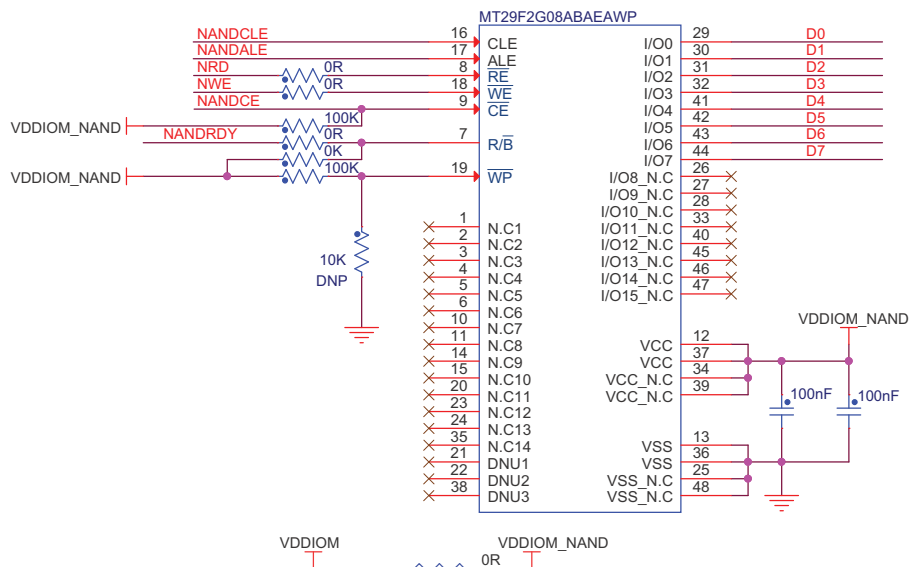 MT29F2G08ABAEAWP
NANDCLE 16 CLE I/O0 29 D0
NANDALE 17 ALE I/O1 30 D1
NRD 0R 8 RE I/O2 31 D2
NWE 0R 18 WE I/O3 32 D3
NANDCE 9 CE I/O4 41 D4
VDDIOM_NAND 100K I/O5 42 D5
NANDRDY 0R 7 R/B I/O6 43 D6
0K I/O7 44 D7
VDDIOM_NAND 100K 19 WP I/O8_N.C 26
I/O9_N.C 27
I/O10_N.C 28
1 N.C1 I/O11_N.C 33
2 N.C2 I/O12_N.C 40
10K 3 N.C3 I/O13_N.C 45
DNP 4 N.C4 I/O14_N.C 46
5 N.C5 I/O15_N.C 47
6 N.C6
10 N.C7 VDDIOM_NAND
11 N.C8 VCC 12
14 N.C9 VCC 37
15 N.C10 VCC_N.C 34
20 N.C11 VCC_N.C 39 100nF 100nF
23 N.C12
24 N.C13
35 N.C14 VSS 13
21 DNU1 VSS 36
22 DNU2 VSS_N.C 25
38 DNU3 VSS_N.C 48
VDDIOM VDDIOM_NAND
0R